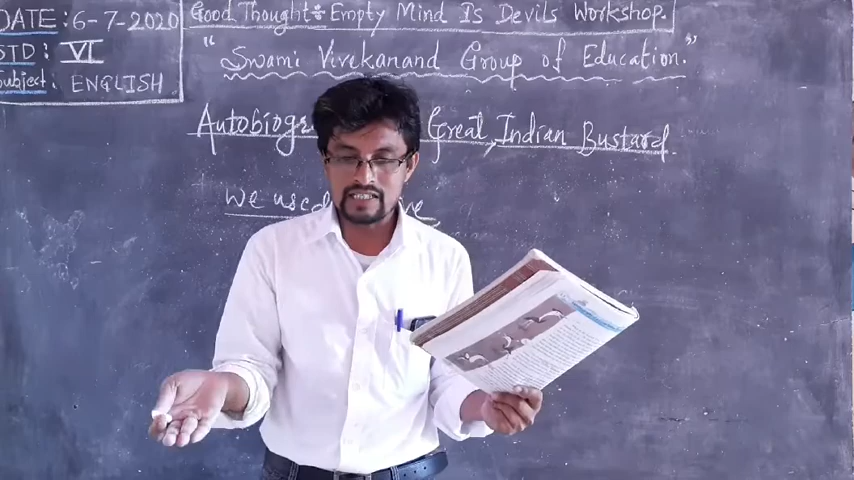 DATE: 6-7-2020
STD: VI
Subject: ENGLISH
Good Thought:- Empty Mind Is Devils Workshop.
"Swami Vivekanand Group of Education."
Great Indian Bustard.
We used